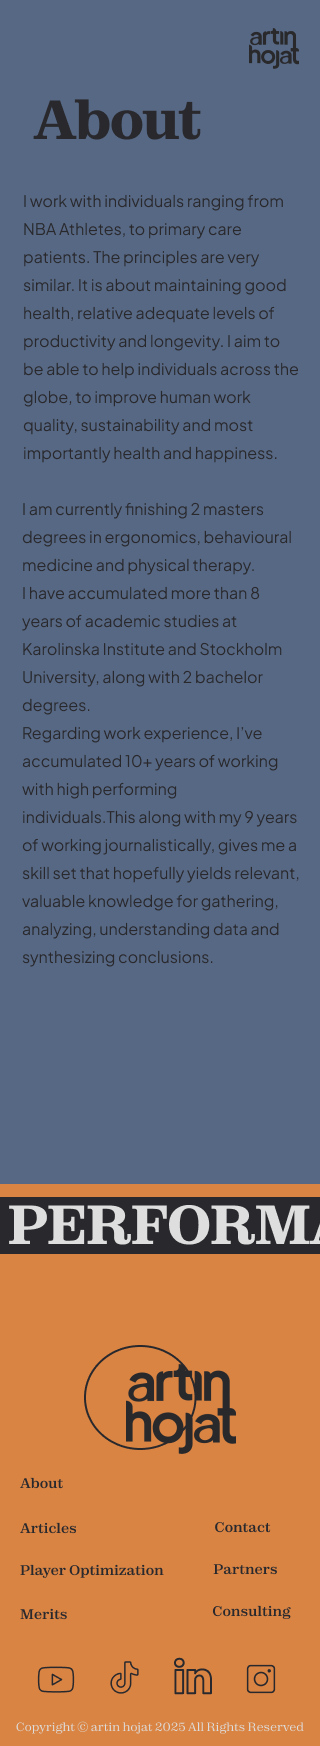 artin
hojat
About
I work with individuals ranging from
NBA Athletes, to primary care
patients. The principles are very
similar. It is about maintaining good
health, relative adequate levels of
productivity and longevity. I aim to
be able to help individuals across the
globe, to improve human work
quality, sustainability and most
importantly health and happiness.
I am currently finishing 2 masters
degrees in ergonomics, behavioural
medicine and physical therapy.
I have accumulated more than 8
years of academic studies at
Karolinska Institute and Stockholm
University, along with 2 bachelor
degrees.
Regarding work experience, I've
accumulated 10+ years of working
with high performing
individuals.This along with my 9 years
of working journalistically, gives me a
skill set that hopefully yields relevant,
valuable knowledge for gathering,
analyzing, understanding data and
synthesizing conclusions.
PERFORMA
artin
hojat
About
Articles
Contact
Player Optimization
Partners
Merits
Consulting
in
Copyright © artin hojat 2025 All Rights Reserved